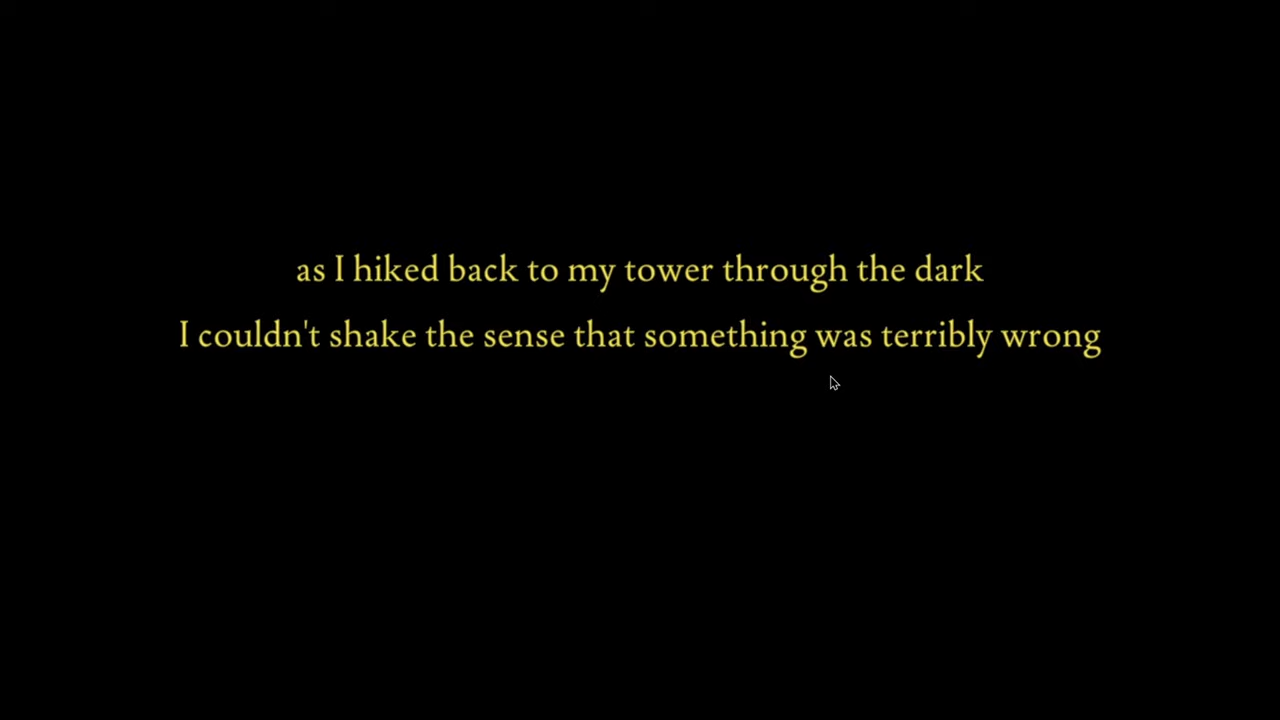 as I hiked back to my tower through the dark
I couldn't shake the sense that something was terribly wrong